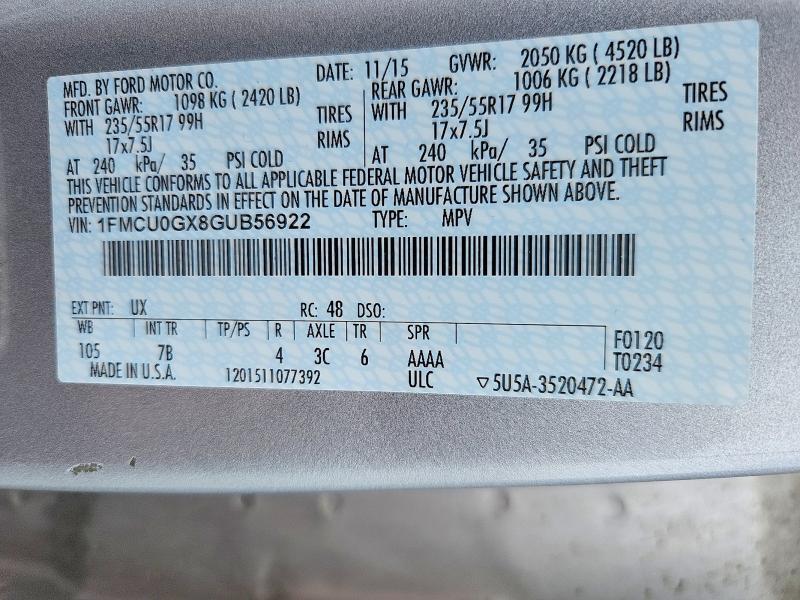 MFD. BY FORD MOTOR CO.
DATE: 11/15 GVWR: 2050 KG ( 4520 LB)
FRONT GAWR: 1098 KG ( 2420 LB) REAR GAWR: 1006 KG ( 2218 LB)
WITH 235/55R17 99H TIRES WITH 235/55R17 99H TIRES
17x7.5J RIMS 17x7.5J RIMS
AT 240 kPa/ 35 PSI COLD AT 240 kPa/ 35 PSI COLD
THIS VEHICLE CONFORMS TO ALL APPLICABLE FEDERAL MOTOR VEHICLE SAFETY AND THEFT
PREVENTION STANDARDS IN EFFECT ON THE DATE OF MANUFACTURE SHOWN ABOVE.
VIN: 1FMCU0GX8GUB56922 TYPE: MPV
EXT PNT: UX RC: 48 DSO:
WB INT TR TP/PS R AXLE TR SPR
105 7B 4 3C 6 AAAA
F0120
T0234
MADE IN U.S.A. 1201511077392 ULC ▽5U5A-3520472-AA